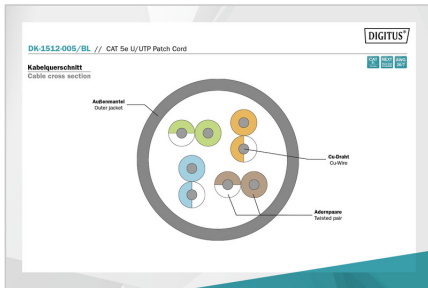 DIGITUS®
DK-1512-005/BL // CAT 5e U/UTP Patch Cord
Kabelquerschnitt
Cable cross section
Außenmantel
Outer jacket
Cu-Draht
Cu-Wire
Adernpaare
Twisted pair